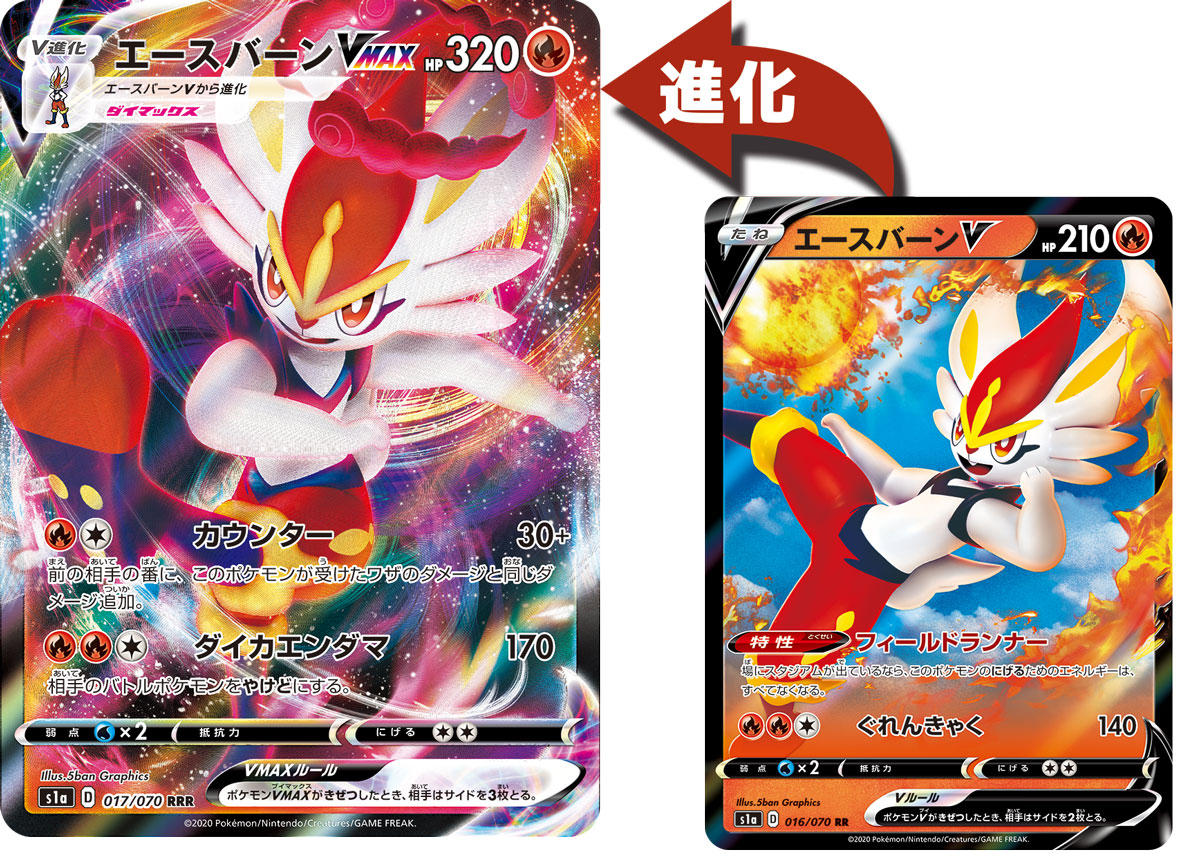 V進化
エースバーンVMAX HP320
エースバーンVから進化
ダイマックス
カウンター 30+
前の相手の番に、このポケモンが受けたワザのダメージと同じダ
メージ追加。
ダイカエンダマ 170
相手のバトルポケモンをやけどにする。
弱点 ×2 抵抗力 にげる
Illus.5ban Graphics
VMAXルール
ポケモンVMAXがきぜつしたとき、相手はサイドを3枚とる。
s1a D 017/070 RRR
©2020 Pokémon/Nintendo/Creatures/GAME FREAK.
進化
たね エースバーンV HP210
特性 とくせい フィールドランナー
場にスタジアムが出ているなら、このポケモンのにげるためのエネルギーは、
すべてなくなる。
ぐれんきゃく 140
弱点 ×2 抵抗力 にげる
Illus.5ban Graphics
Vルール
ポケモンVがきぜつしたとき、相手はサイドを2枚とる。
s1a D 016/070 RR
©2020 Pokémon/Nintendo/Creatures/GAME FREAK.